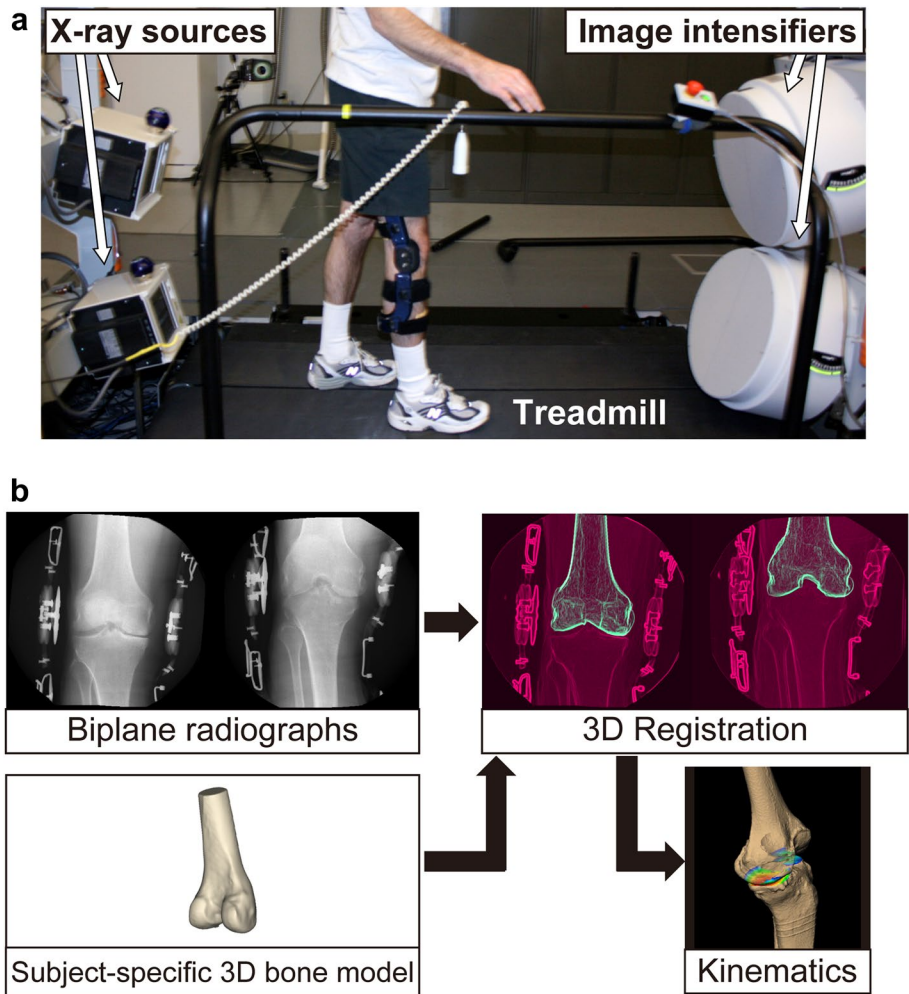 a
X-ray sources
Image intensifiers
N
Treadmill
b
Biplane radiographs
3D Registration
Subject-specific 3D bone model
Kinematics